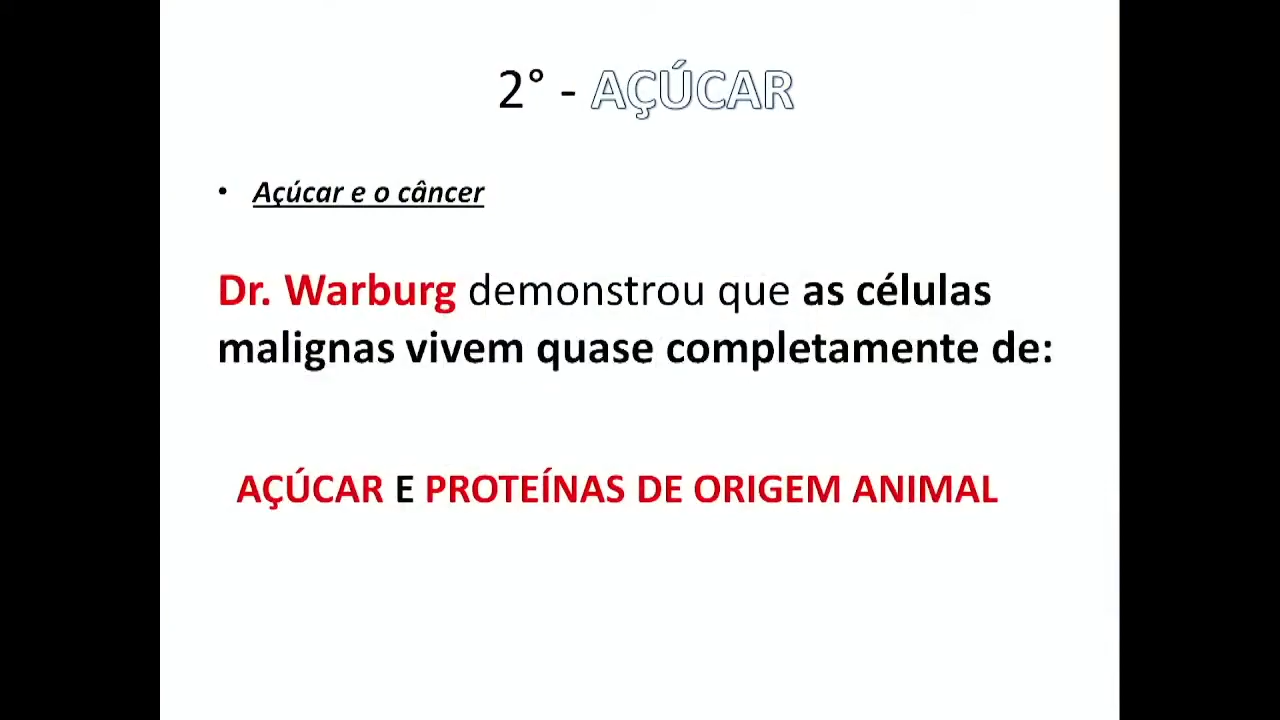 2° - AÇÚCAR
• Açúcar e o câncer
Dr. Warburg demonstrou que as células
malignas vivem quase completamente de:
AÇÚCAR E PROTEÍNAS DE ORIGEM ANIMAL